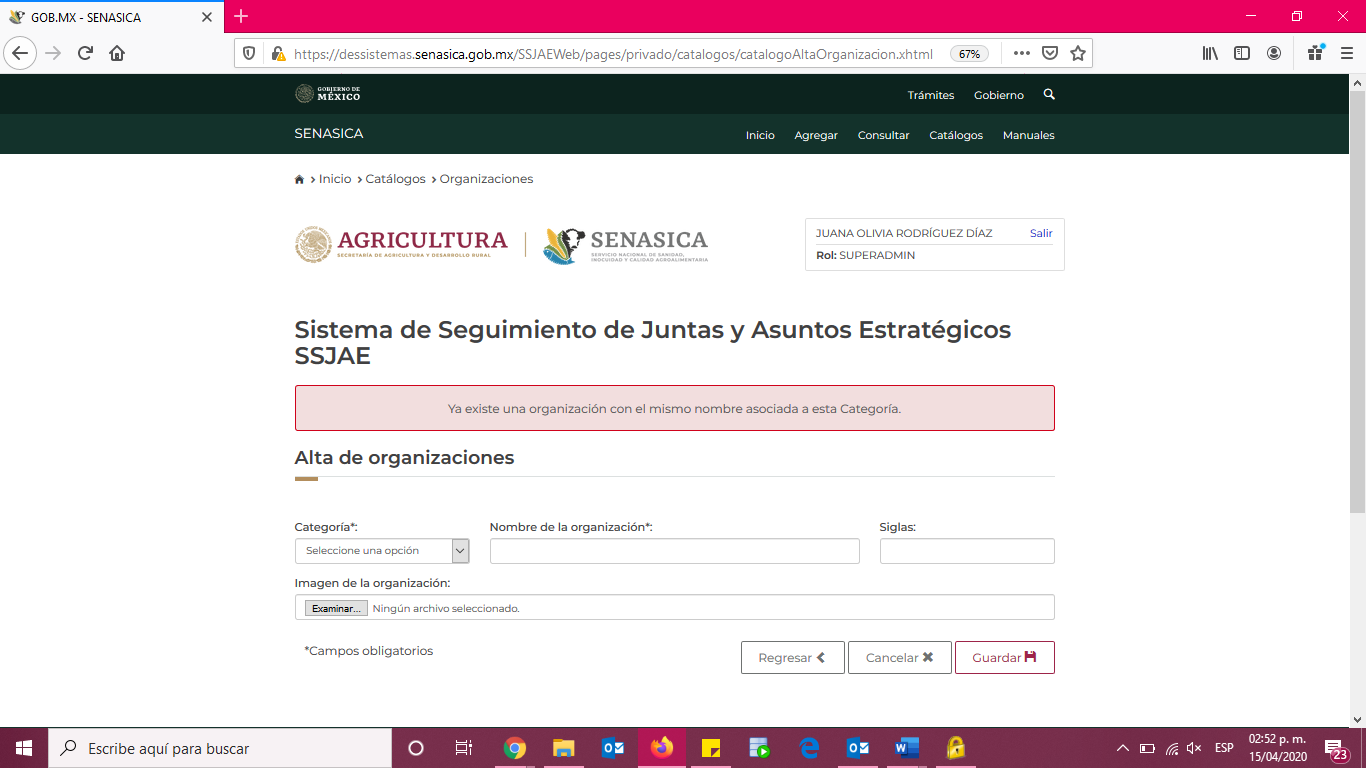 GOB.MX - SENASICA
https://dessistemas.senasica.gob.mx/SSJAEWeb/pages/privado/catalogos/catalogoAltaOrganizacion.xhtml
67%
GOBIERNO DE MÉXICO
Trámites Gobierno
SENASICA
Inicio Agregar Consultar Catálogos Manuales
Inicio Catálogos Organizaciones
AGRICULTURA
SECRETARÍA DE AGRICULTURA Y DESARROLLO RURAL
SENASICA
SERVICIO NACIONAL DE SANIDAD,
INOCUIDAD Y CALIDAD AGROALIMENTARIA
JUANA OLIVIA RODRÍGUEZ DÍAZ Salir
Rol: SUPERADMIN
Sistema de Seguimiento de Juntas y Asuntos Estratégicos
SSJAE
Ya existe una organización con el mismo nombre asociada a esta Categoría.
Alta de organizaciones
Categoría*: Nombre de la organización*: Siglas:
Seleccione una opción
Imagen de la organización:
Examinar... Ningún archivo seleccionado.
*Campos obligatorios
Regresar Cancelar Guardar
Escribe aquí para buscar
ESP
02:52 p. m.
15/04/2020
23